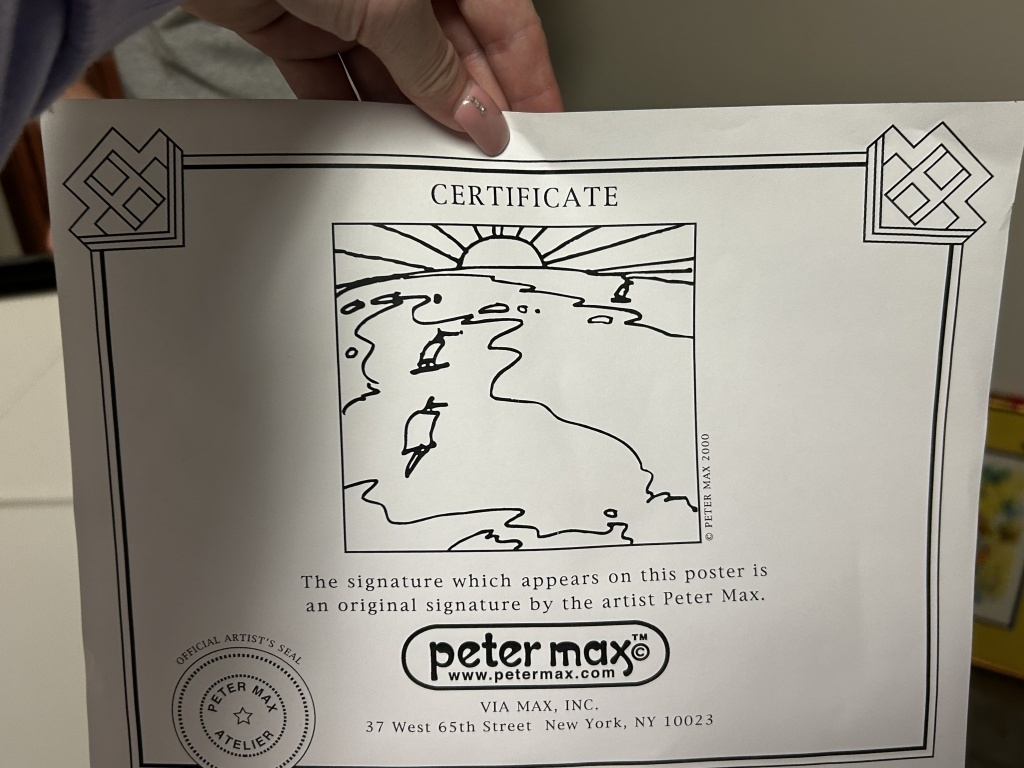 CERTIFICATE
© PETER MAX 2000
The signature which appears on this poster is
an original signature by the artist Peter Max.
peter max©™
www.petermax.com
VIA MAX, INC.
37 West 65th Street New York, NY 10023
OFFICIAL ARTIST'S SEAL
PETER MAX
ATELIER